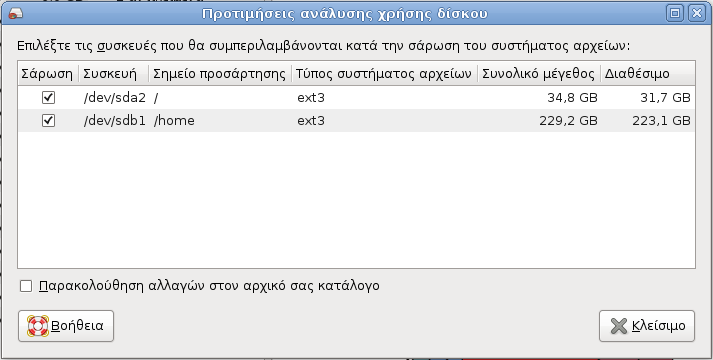 Προτιμήσεις ανάλυσης χρήσης δίσκου
Επιλέξτε τις συσκευές που θα συμπεριλαμβάνονται κατά την σάρωση του συστήματος αρχείων:
Σάρωση Συσκευή Σημείο προσάρτησης Τύπος συστήματος αρχείων Συνολικό μέγεθος Διαθέσιμο
/dev/sda2 / ext3 34,8 GB 31,7 GB
/dev/sdb1 /home ext3 229,2 GB 223,1 GB
Παρακολούθηση αλλαγών στον αρχικό σας κατάλογο
Βοήθεια Κλείσιμο